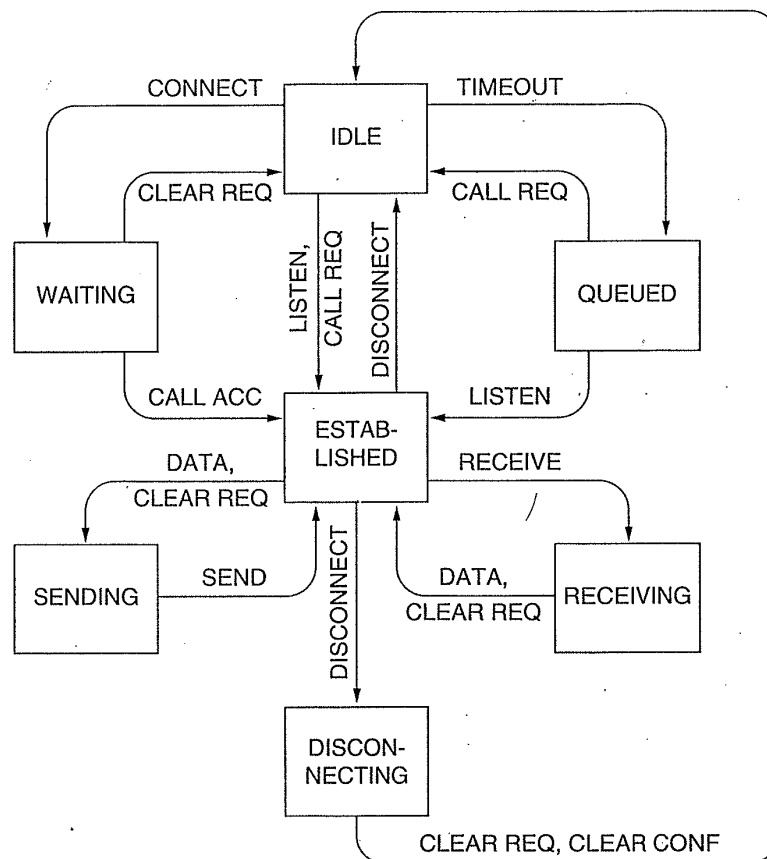 CONNECT
TIMEOUT
IDLE
CLEAR REQ
CALL REQ
LISTEN,
CALL REQ
DISCONNECT
WAITING
QUEUED
CALL ACC
LISTEN
ESTAB-
LISHED
DATA,
CLEAR REQ
RECEIVE
SENDING
SEND
DISCONNECT
DATA,
CLEAR REQ
RECEIVING
DISCON-
NECTING
CLEAR REQ, CLEAR CONF